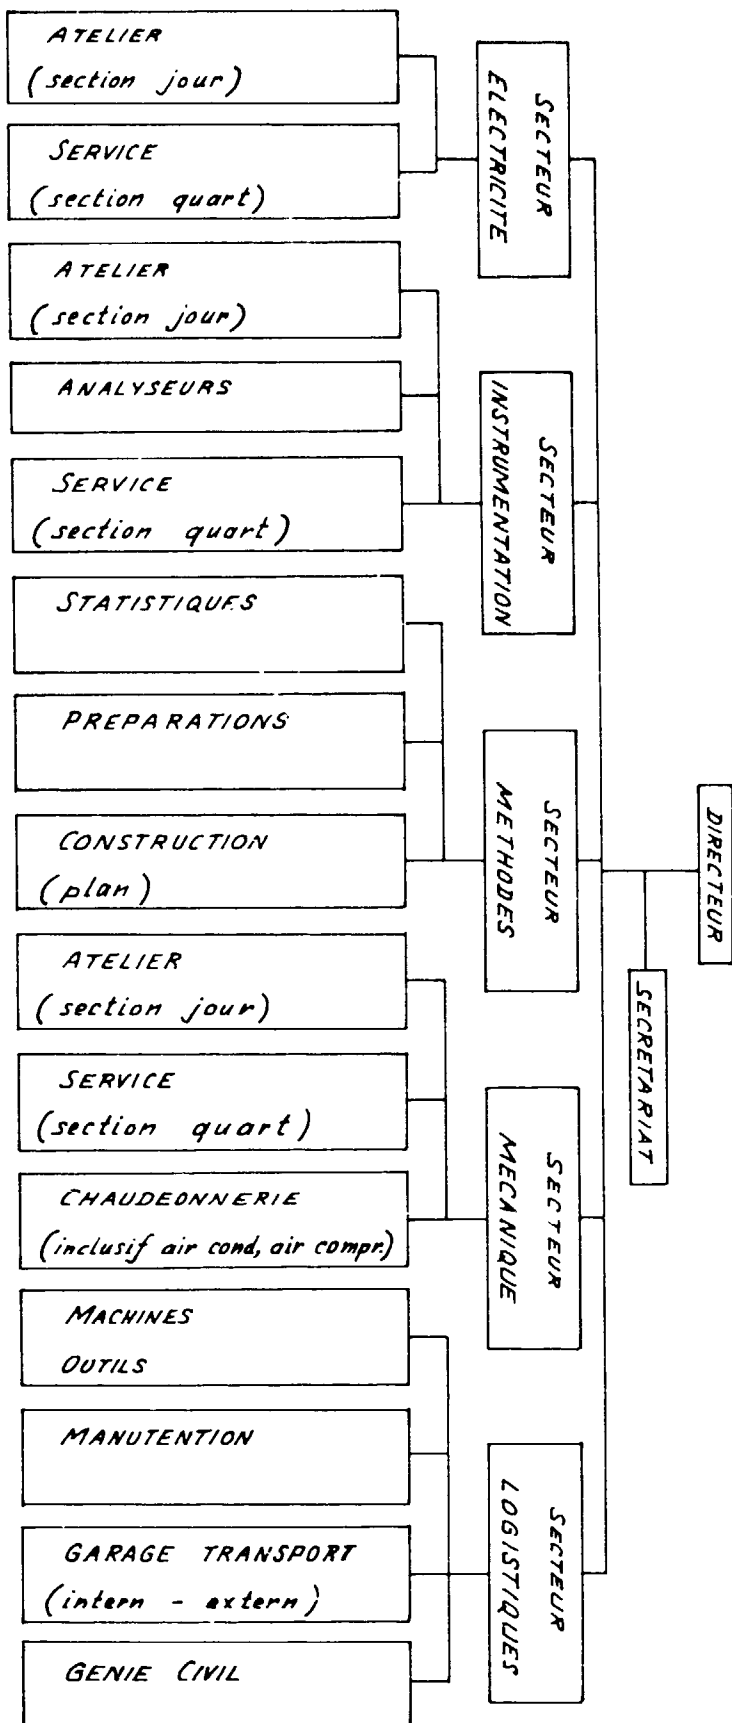 DIRECTEUR
SECRETARIAT
SECTEUR
ELECTRICITE
ATELIER
(section jour)
SERVICE
(section quart)
SECTEUR
INSTRUMENTATION
ATELIER
(section jour)
ANALYSEURS
SERVICE
(section quart)
SECTEUR
METHODES
STATISTIQUES
PREPARATIONS
CONSTRUCTION
(plan)
SECTEUR
MECANIQUE
ATELIER
(section jour)
SERVICE
(section quart)
CHAUDEONNERIE
(inclusif air cond, air compr.)
SECTEUR
LOGISTIQUES
MACHINES
OUTILS
MANUTENTION
GARAGE TRANSPORT
(intern - extern)
GENIE CIVIL